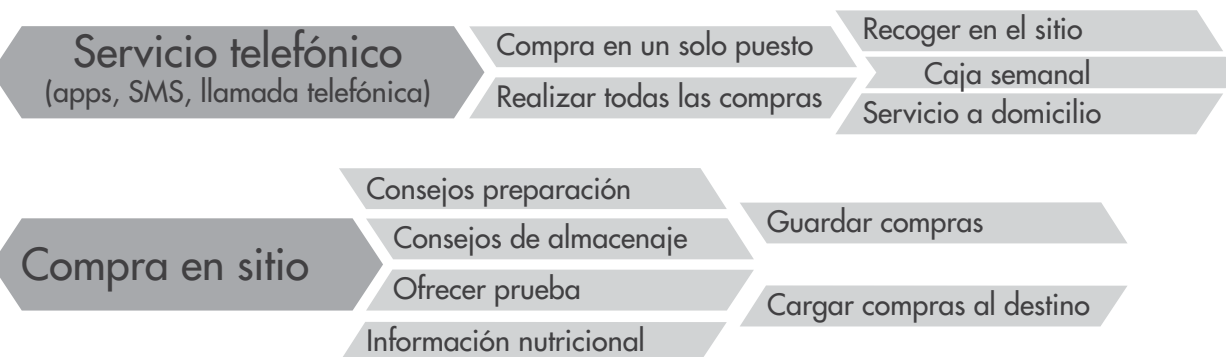 Servicio telefónico
(apps, SMS, llamada telefónica)
Compra en un solo puesto
Realizar todas las compras
Recoger en el sitio
Caja semanal
Servicio a domicilio
Compra en sitio
Consejos preparación
Consejos de almacenaje
Ofrecer prueba
Información nutricional
Guardar compras
Cargar compras al destino